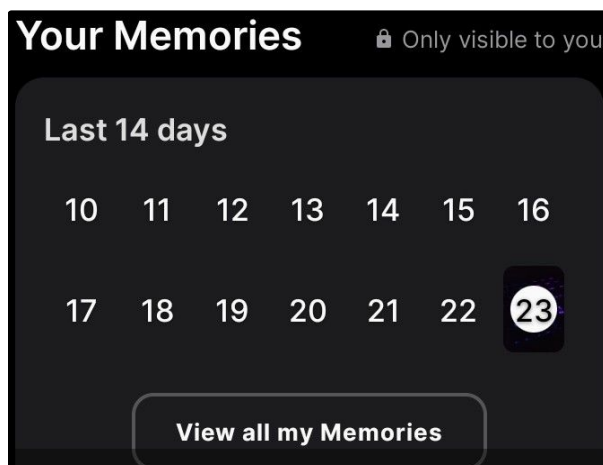 Your Memories Only visible to you
Last 14 days
10 11 12 13 14 15 16
17 18 19 20 21 22 23
View all my Memories